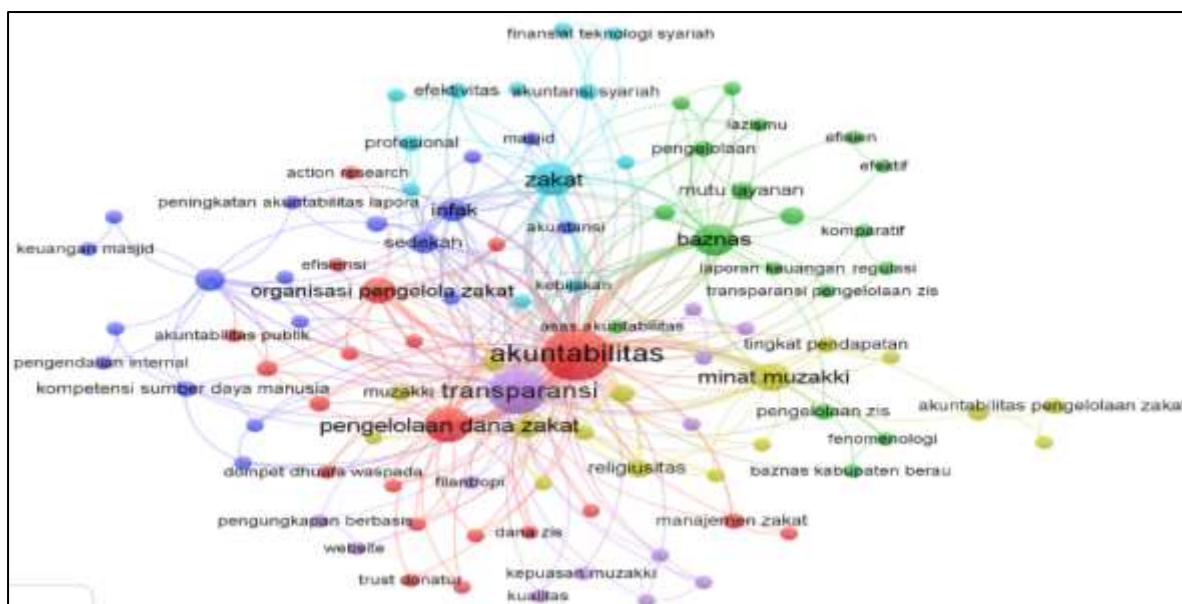 finansial teknologi syariah
efektivitas
akuntansi syariah
lazismu
masjid
efisien
profesional
pengelolaan
efektif
action research
zakat
mutu layanan
peningkatan akuntabilitas lapora
infak
akuntansi
komparatif
keuangan masjid
sedekah
baznas
efisiensi
laporan keuangan regulasi
organisasi pengelola zakat
kebijakan
transparansi pengelolaan zis
asas akuntabilitas
akuntabilitas publik
akuntabilitas
tingkat pendapatan
pengendalian internal
minat muzakki
kompetensi sumber daya manusia
muzakki
transparansi
pengelolaan zis
akuntabilitas pengelolaan zakat
pengelolaan dana zakat
fenomenologi
dompet dhuara waspada
religiusitas
baznas kabupaten berau
filantropi
pengungkapan berbasis
dana zis
manajemen zakat
website
trust donatur
kepuasan muzakki
kualitas